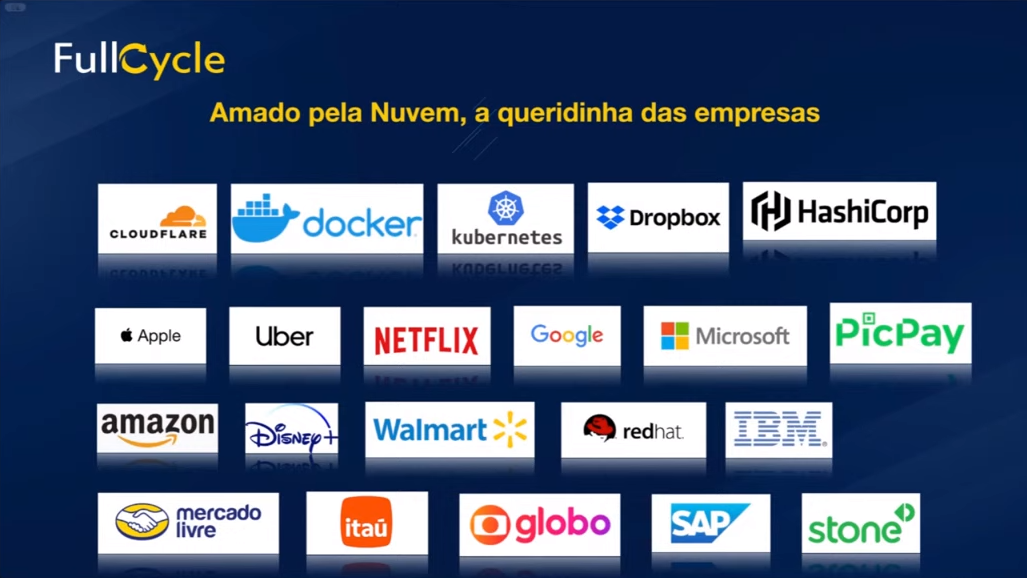 FullCycle
Amado pela Nuvem, a queridinha das empresas
CLOUDFLARE
docker
kubernetes
Dropbox
HashiCorp
Apple
Uber
NETFLIX
Google
Microsoft
PicPay
amazon
Disney+
Walmart
redhat.
IBM
mercado
livre
itaú
globo
SAP
stone